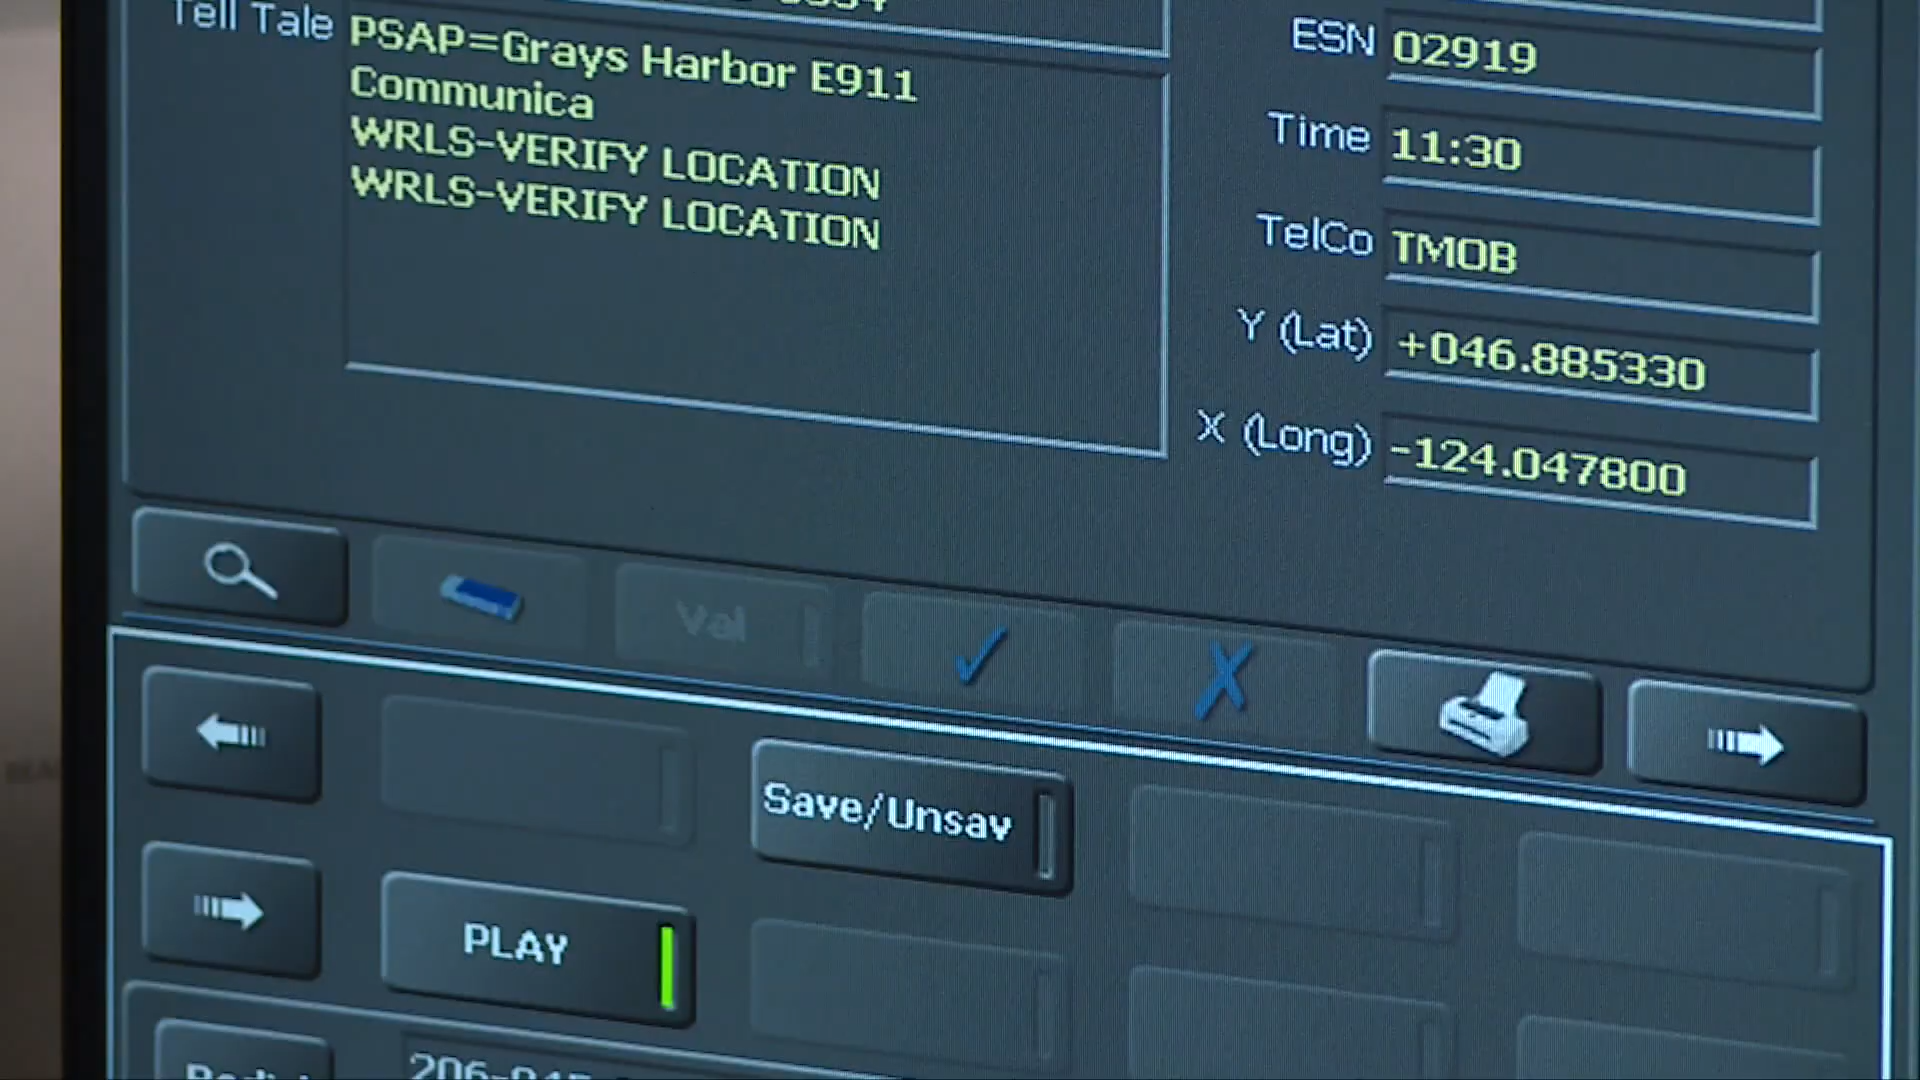 Tell Tale
PSAP=Grays Harbor E911
Communica
WRLS-VERIFY LOCATION
WRLS-VERIFY LOCATION
ESN 02919
Time 11:30
TelCo TMOB
Y (Lat) +046.885330
X (Long) -124.047800
Val
Save/Unsav
PLAY